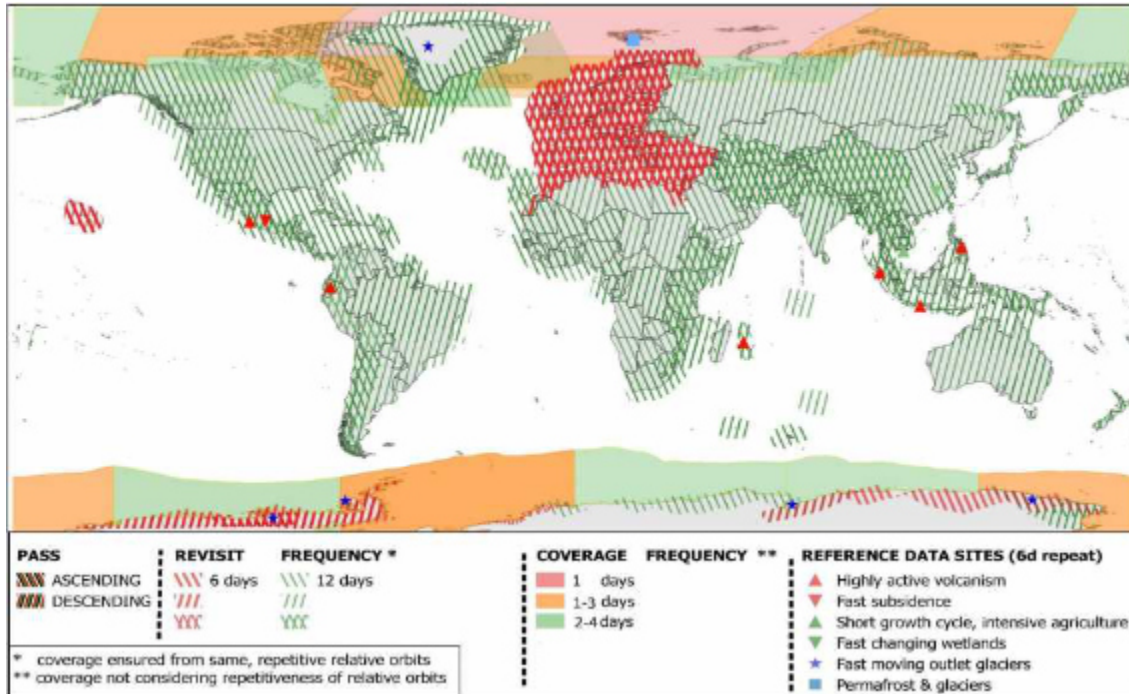 PASS
ASCENDING
DESCENDING
REVISIT FREQUENCY *
6 days 12 days
COVERAGE FREQUENCY **
1 days
1-3 days
2-4 days
REFERENCE DATA SITES (6d repeat)
Highly active volcanism
Fast subsidence
Short growth cycle, intensive agriculture
Fast changing wetlands
Fast moving outlet glaciers
Permafrost & glaciers
* coverage ensured from same, repetitive relative orbits
** coverage not considering repetitiveness of relative orbits